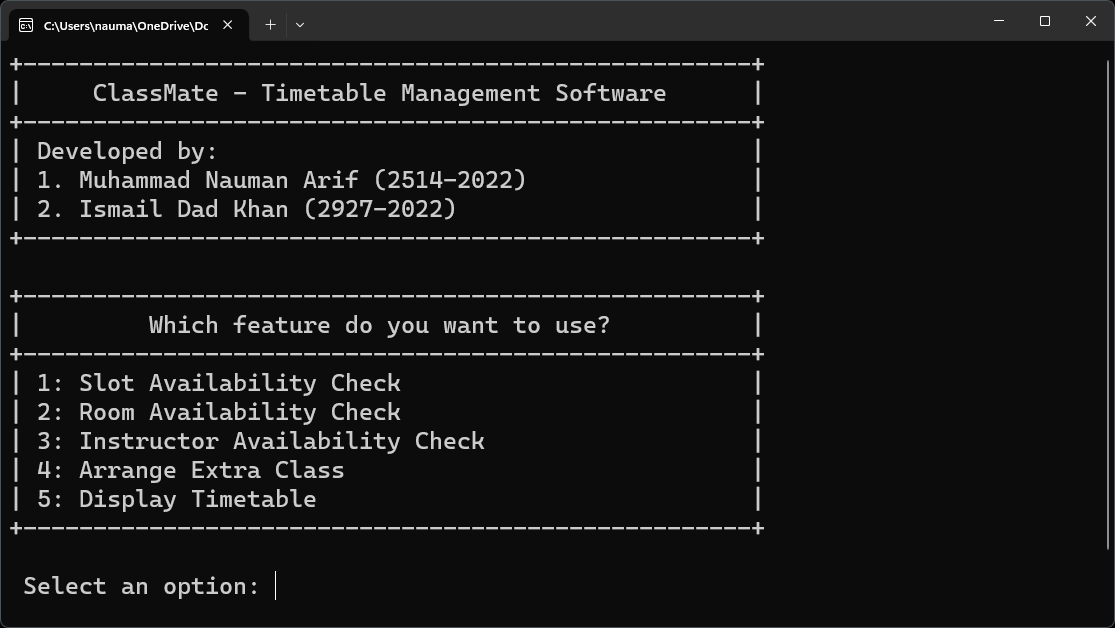 C:\Users\nauma\OneDrive\Dc
+----------------------------------------------------+
|     ClassMate - Timetable Management Software      |
+----------------------------------------------------+
| Developed by:                                      |
| 1. Muhammad Nauman Arif (2514-2022)                |
| 2. Ismail Dad Khan (2927-2022)                     |
+----------------------------------------------------+
+----------------------------------------------------+
|         Which feature do you want to use?          |
+----------------------------------------------------+
| 1: Slot Availability Check                         |
| 2: Room Availability Check                         |
| 3: Instructor Availability Check                   |
| 4: Arrange Extra Class                             |
| 5: Display Timetable                               |
+----------------------------------------------------+
Select an option: